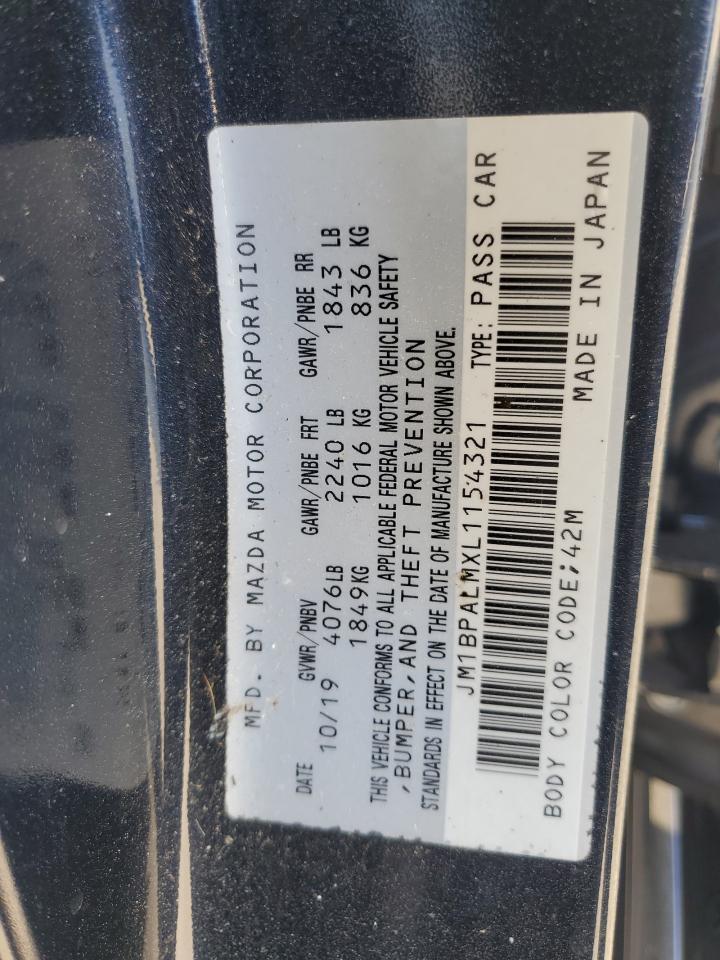 MFD. BY MAZDA MOTOR CORPORATION
DATE GVWR/PNBV GAWR/PNBE FRT GAWR/PNBE RR
10/19 4076LB 2240 LB 1843 LB
1849KG 1016 KG 836 KG
THIS VEHICLE CONFORMS TO ALL APPLICABLE FEDERAL MOTOR VEHICLE SAFETY
,BUMPER,AND THEFT PREVENTION
STANDARDS IN EFFECT ON THE DATE OF MANUFACTURE SHOWN ABOVE.
JM1BPALMXL1154321 TYPE: PASS CAR
BODY COLOR CODE;42M MADE IN JAPAN